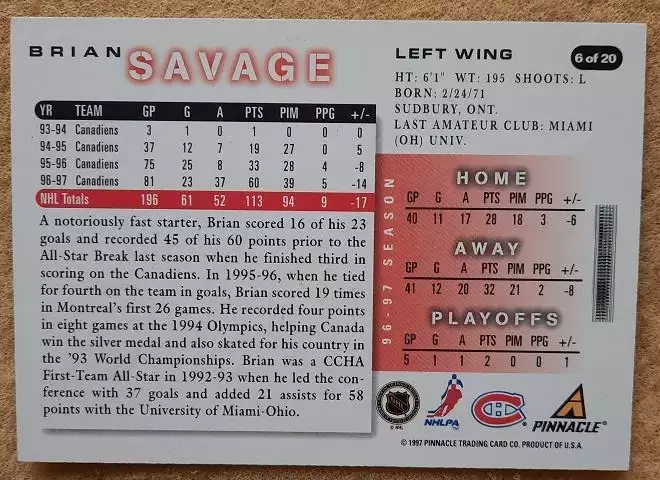 BRIAN SAVAGE
LEFT WING
6 of 20
HT: 6'1" WT: 195 SHOOTS: L
BORN: 2/24/71
SUDBURY, ONT.
LAST AMATEUR CLUB: MIAMI
(OH) UNIV.
YR TEAM GP G A PTS PIM PPG +/-
93-94 Canadiens 3 1 0 1 0 0 0
94-95 Canadiens 37 12 7 19 27 0 5
95-96 Canadiens 75 25 8 33 28 4 -8
96-97 Canadiens 81 23 37 60 39 5 -14
NHL Totals 196 61 52 113 94 9 -17
A notoriously fast starter, Brian scored 16 of his 23
goals and recorded 45 of his 60 points prior to the
All-Star Break last season when he finished third in
scoring on the Canadiens. In 1995-96, when he tied
for fourth on the team in goals, Brian scored 19 times
in Montreal's first 26 games. He recorded four points
in eight games at the 1994 Olympics, helping Canada
win the silver medal and also skated for his country in
the '93 World Championships. Brian was a CCHA
First-Team All-Star in 1992-93 when he led the con-
ference with 37 goals and added 21 assists for 58
points with the University of Miami-Ohio.
96-97 SEASON
HOME
GP G A PTS PIM PPG +/-
40 11 17 28 18 3 -6
AWAY
GP G A PTS PIM PPG +/-
41 12 20 32 21 2 -8
PLAYOFFS
GP G A PTS PIM PPG +/-
5 1 1 2 0 0 1
NHL
© NHL
NHLPA
PINNACLE
© 1997 PINNACLE TRADING CARD CO. PRODUCT OF U.S.A.